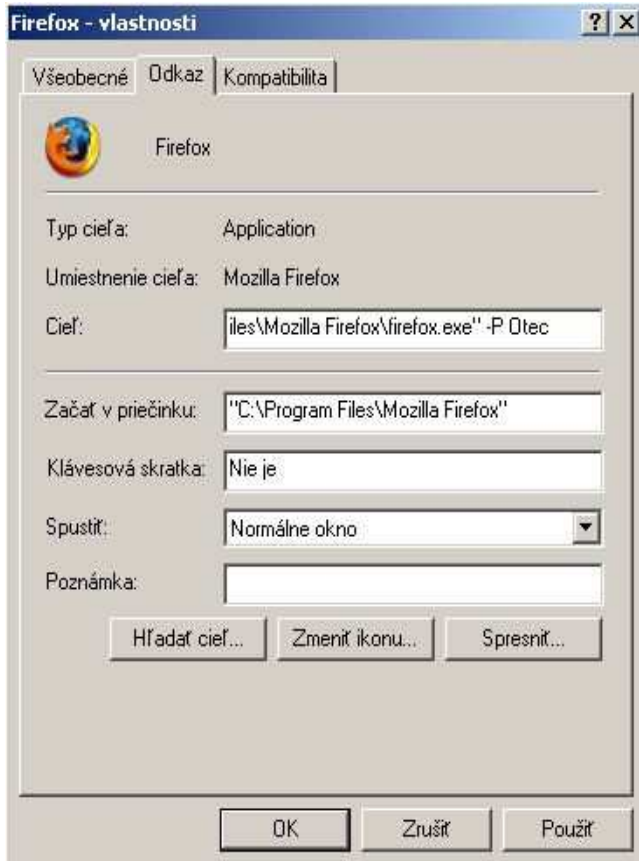 Firefox - vlastnosti
Všeobecné Odkaz Kompatibilita
Firefox
Typ cieľa: Application
Umiestnenie cieľa: Mozilla Firefox
Cieľ: iles\Mozilla Firefox\firefox.exe" -P Otec
Začať v priečinku: "C:\Program Files\Mozilla Firefox"
Klávesová skratka: Nie je
Spustiť: Normálne okno
Poznámka:
Hľadať cieľ... Zmeniť ikonu... Spresniť...
OK Zrušiť Použiť